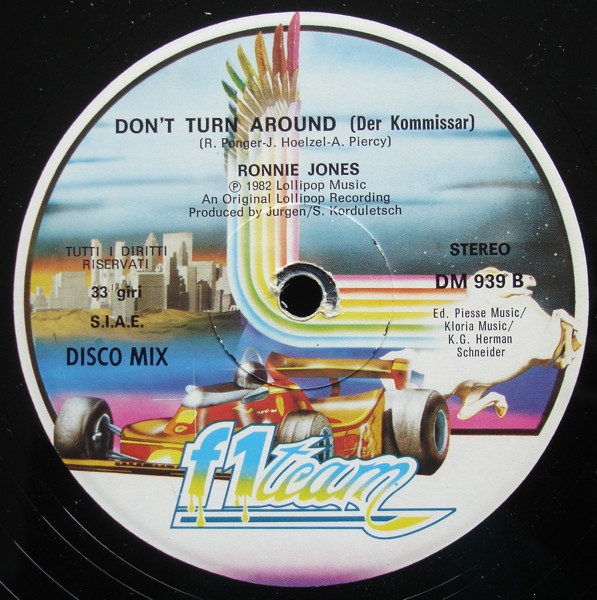 DON'T TURN AROUND (Der Kommissar)
(R. Ponger-J. Hoelzel-A. Piercy)
RONNIE JONES
℗ 1982 Lollipop Music
An Original Lollipop Recording
Produced by Jurgen/S. Korduletsch
TUTTI I DIRITTI
RISERVATI
33 giri
S.I.A.E.
DISCO MIX
STEREO
DM 939 B
Ed. Piesse Music/
Kloria Music/
K.G. Herman
Schneider
f1 team